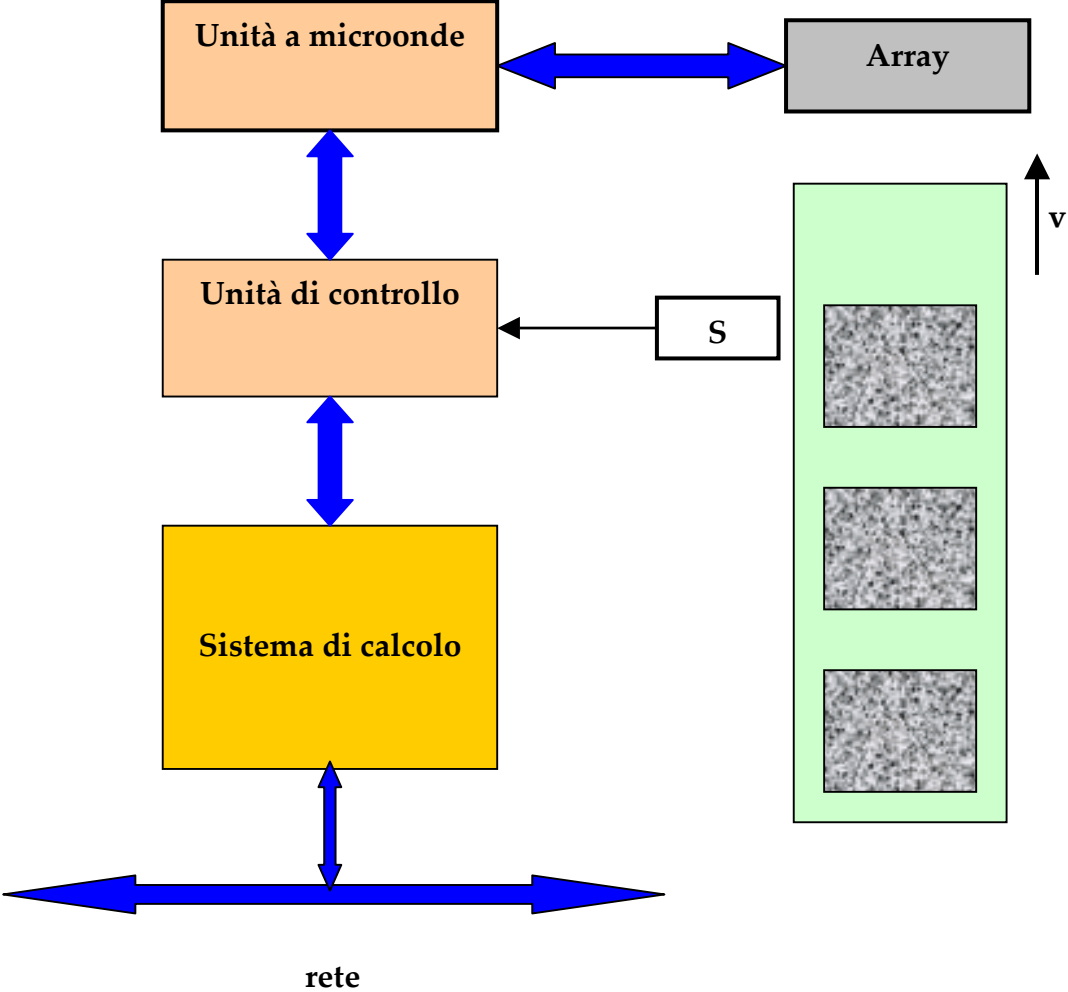 Unità a microonde
Array
v
Unità di controllo
S
Sistema di calcolo
rete